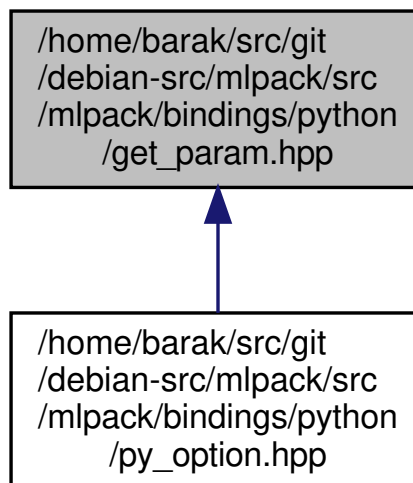 /home/barak/src/git
/debian-src/mlpack/src
/mlpack/bindings/python
/get_param.hpp
/home/barak/src/git
/debian-src/mlpack/src
/mlpack/bindings/python
/py_option.hpp